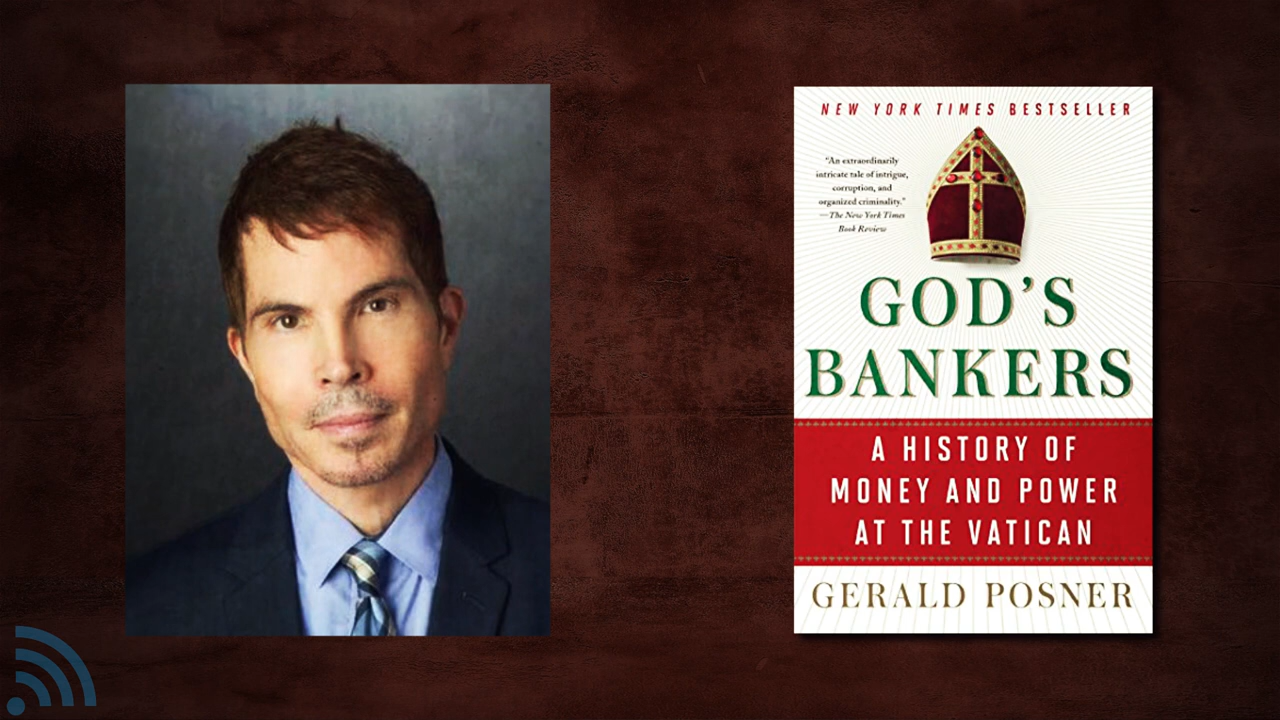 NEW YORK TIMES BESTSELLER
"An extraordinarily
intricate tale of intrigue,
corruption, and
organized criminality."
—The New York Times
Book Review
GOD'S
BANKERS
A HISTORY OF
MONEY AND POWER
AT THE VATICAN
GERALD POSNER